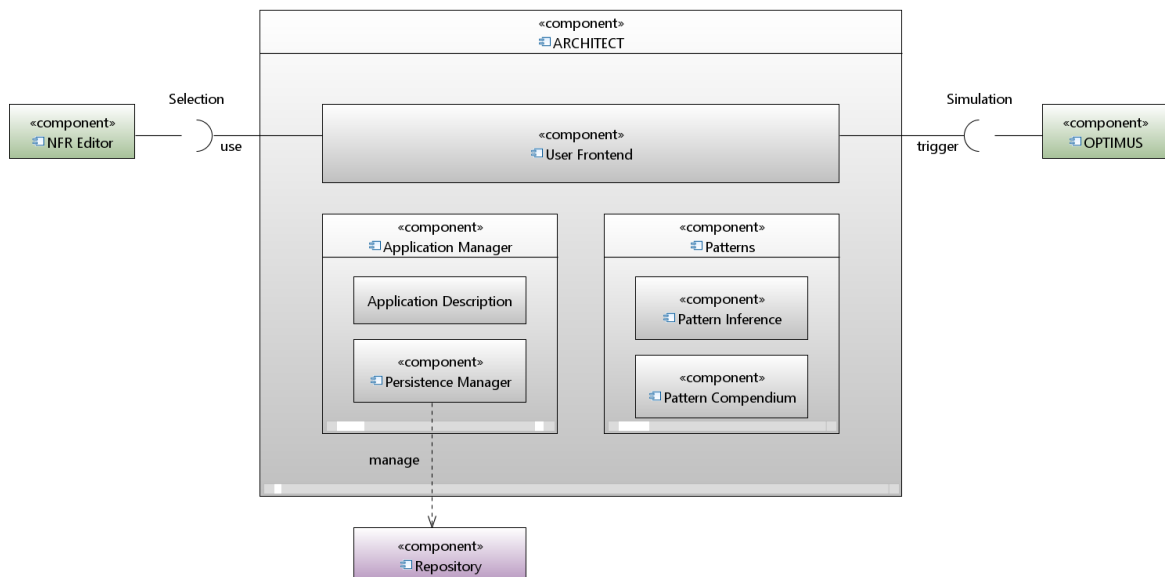 «component»
ARCHITECT
Selection
Simulation
«component»
NFR Editor
use
«component»
User Frontend
trigger
«component»
OPTIMUS
«component»
Application Manager
«component»
Patterns
Application Description
«component»
Pattern Inference
«component»
Persistence Manager
«component»
Pattern Compendium
manage
«component»
Repository